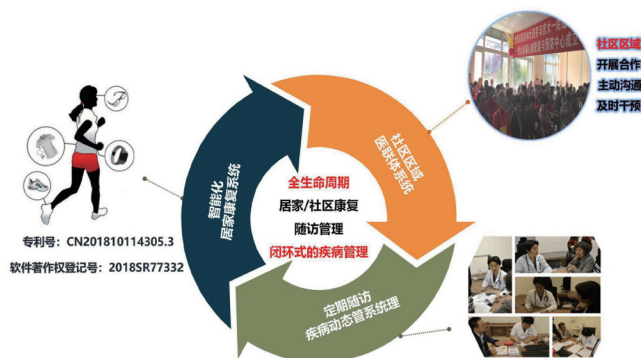 社区区域
开展合作
主动沟通
及时干预
社区区域
医联体系统
智能化
居家康复系统
全生命周期
居家/社区康复
随访管理
闭环式的疾病管理
专利号：CN201810114305.3
软件著作权登记号：2018SR77332
定期随访
疾病动态管系统理